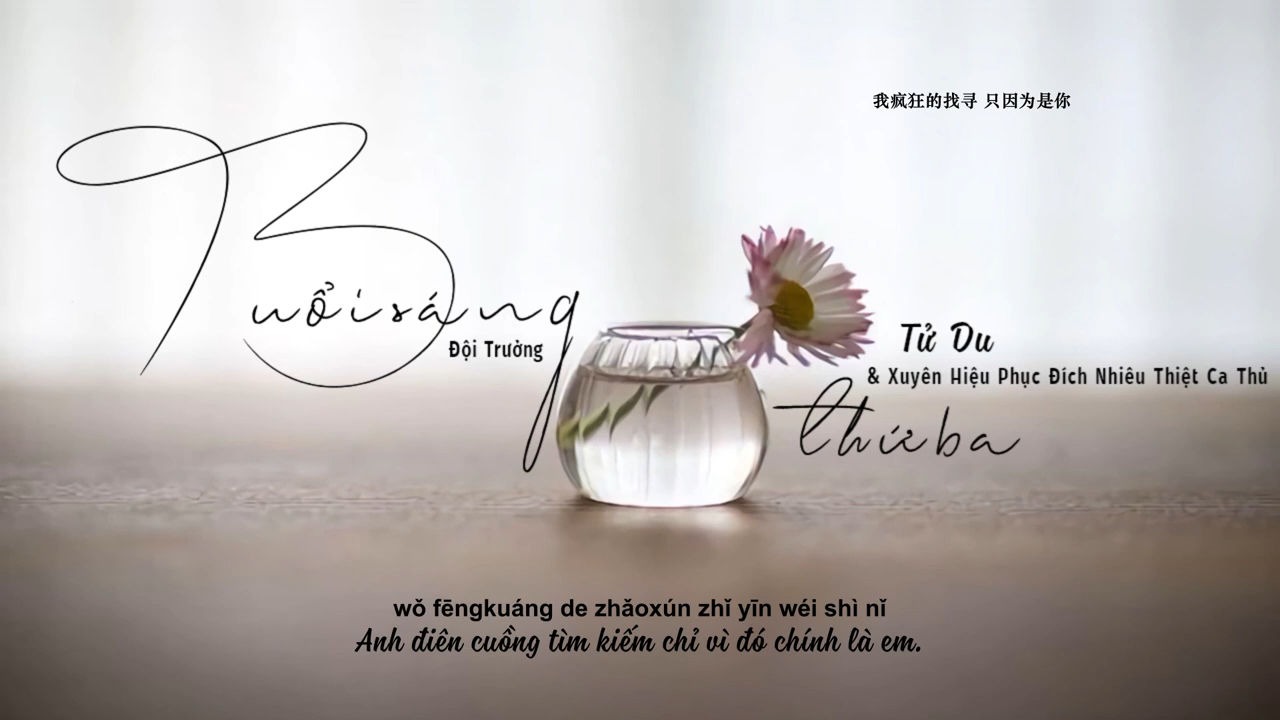 我疯狂的找寻 只因为是你
Tuổi sáng
Đội Trưởng
Tử Du
& Xuyên Hiệu Phục Đích Nhiêu Thiệt Ca Thủ
thứ ba
wǒ fēngkuáng de zhǎoxún zhǐ yīn wéi shì nǐ
Anh điên cuồng tìm kiếm chỉ vì đó chính là em.